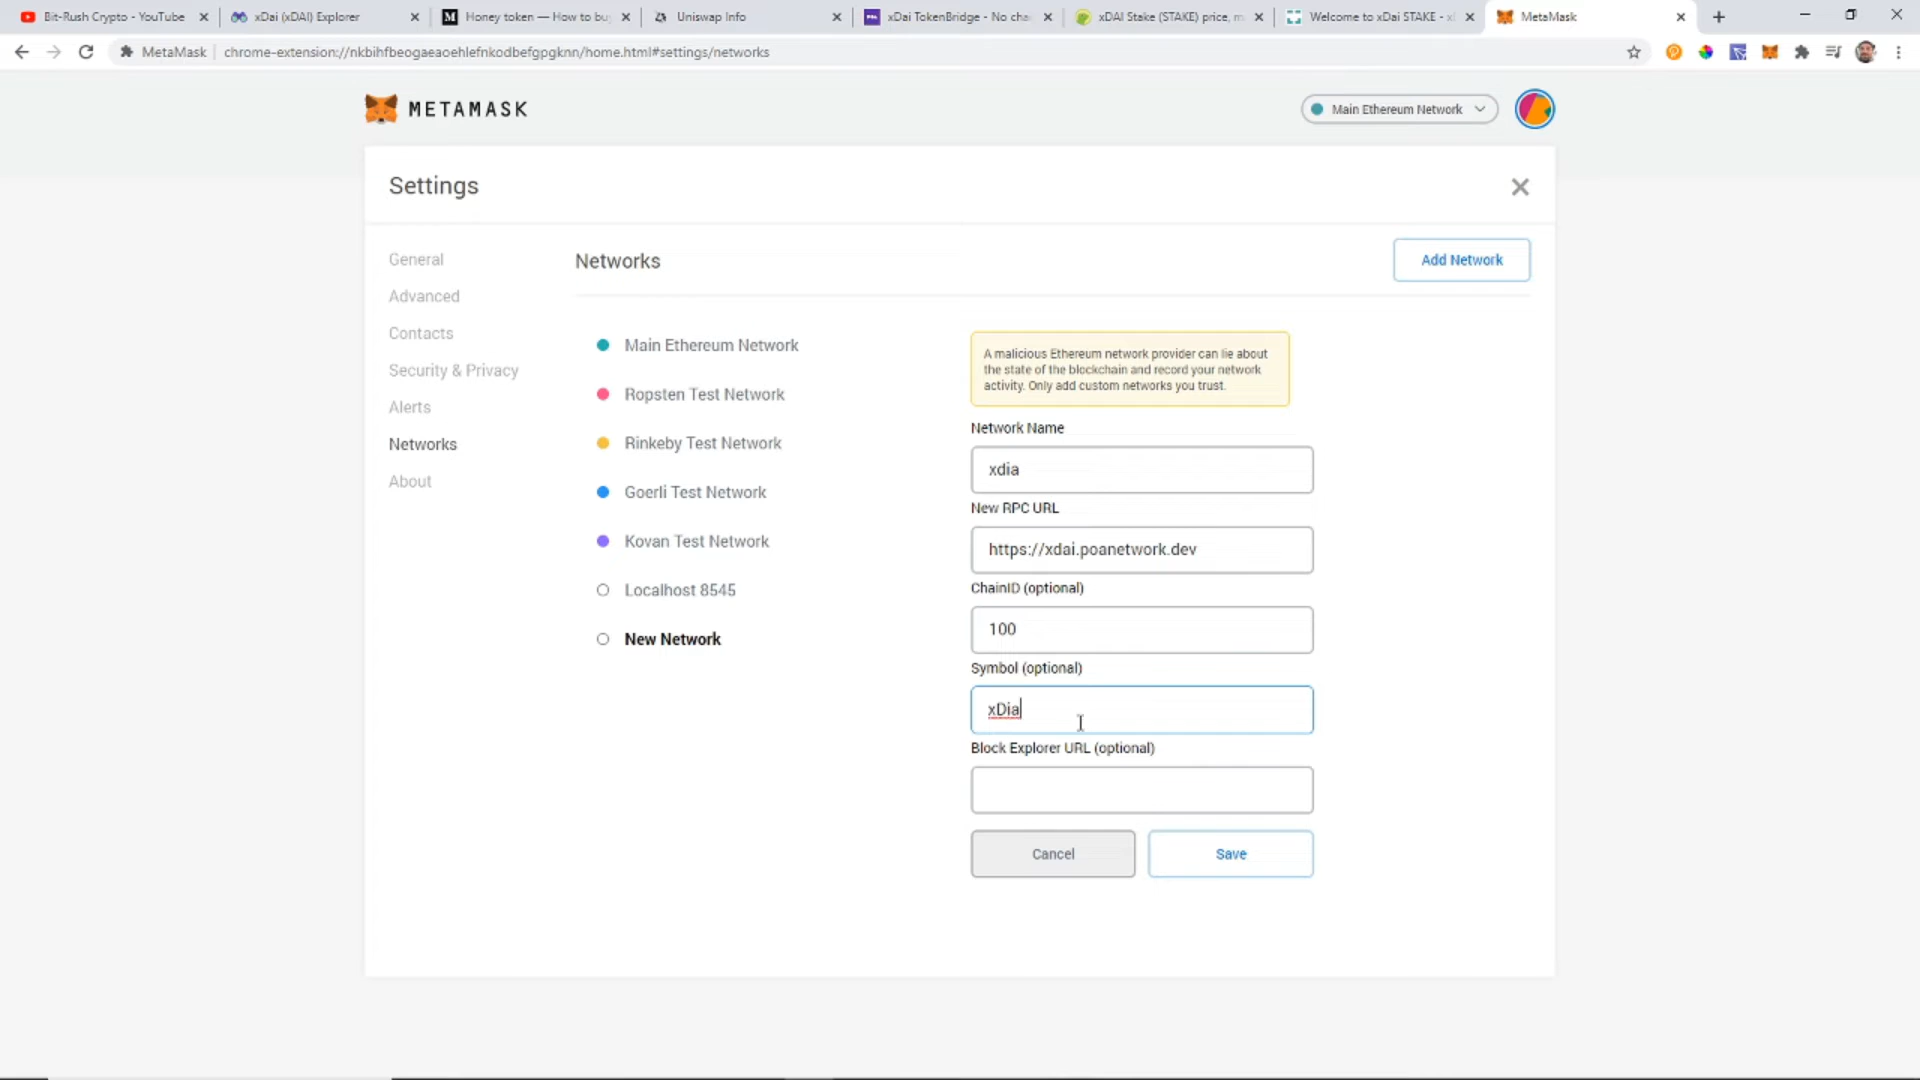 Bit-Rush Crypto - YouTube
xDai (xDAI) Explorer
Honey token — How to bu
Uniswap Info
xDai TokenBridge - No cha
xDAI Stake (STAKE) price, m
Welcome to xDai STAKE - x
MetaMask
MetaMask
chrome-extension://nkbihfbeogaeaoehlefnkodbefgpgknn/home.html#settings/networks
METAMASK
Main Ethereum Network
Settings
General
Advanced
Contacts
Security & Privacy
Alerts
Networks
About
Networks
Add Network
Main Ethereum Network
Ropsten Test Network
Rinkeby Test Network
Goerli Test Network
Kovan Test Network
Localhost 8545
New Network
A malicious Ethereum network provider can lie about
the state of the blockchain and record your network
activity. Only add custom networks you trust.
Network Name
xdia
New RPC URL
https://xdai.poanetwork.dev
ChainID (optional)
100
Symbol (optional)
xDia
Block Explorer URL (optional)
Cancel
Save